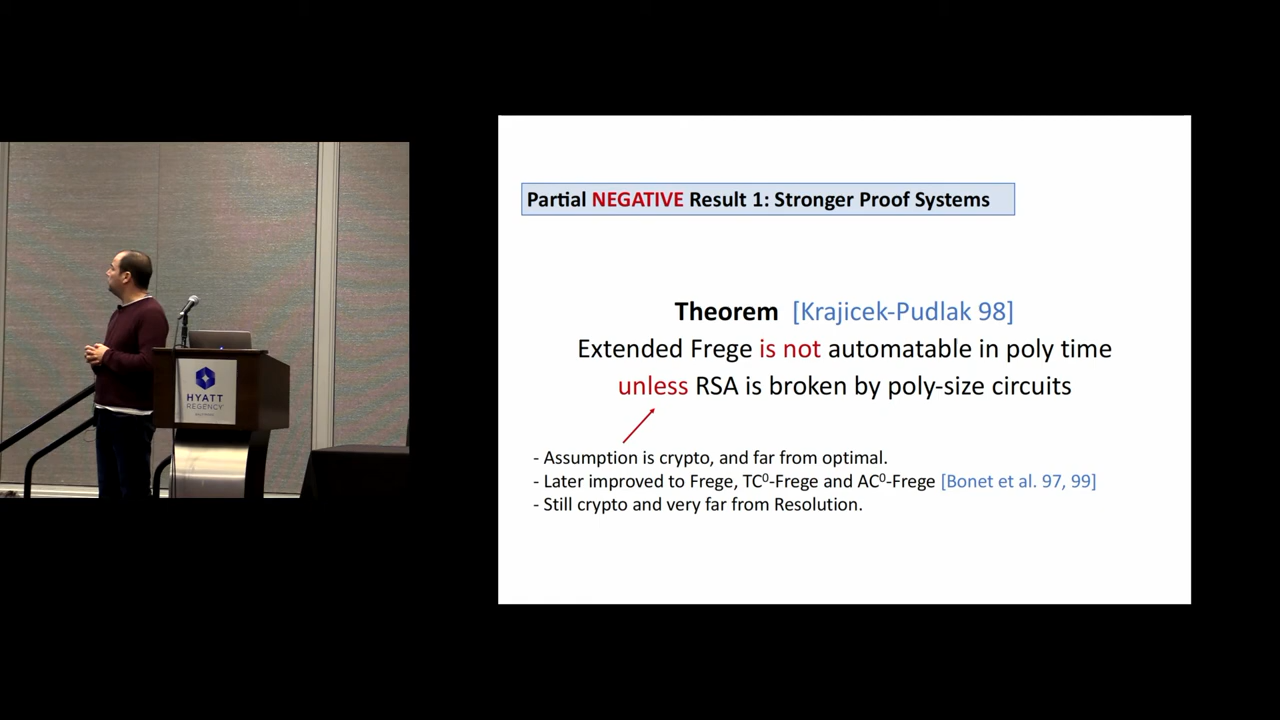 Partial NEGATIVE Result 1: Stronger Proof Systems
Theorem [Krajicek-Pudlak 98]
Extended Frege is not automatable in poly time
unless RSA is broken by poly-size circuits
- Assumption is crypto, and far from optimal.
- Later improved to Frege, TC⁰-Frege and AC⁰-Frege [Bonet et al. 97, 99]
- Still crypto and very far from Resolution.
HYATT
REGENCY